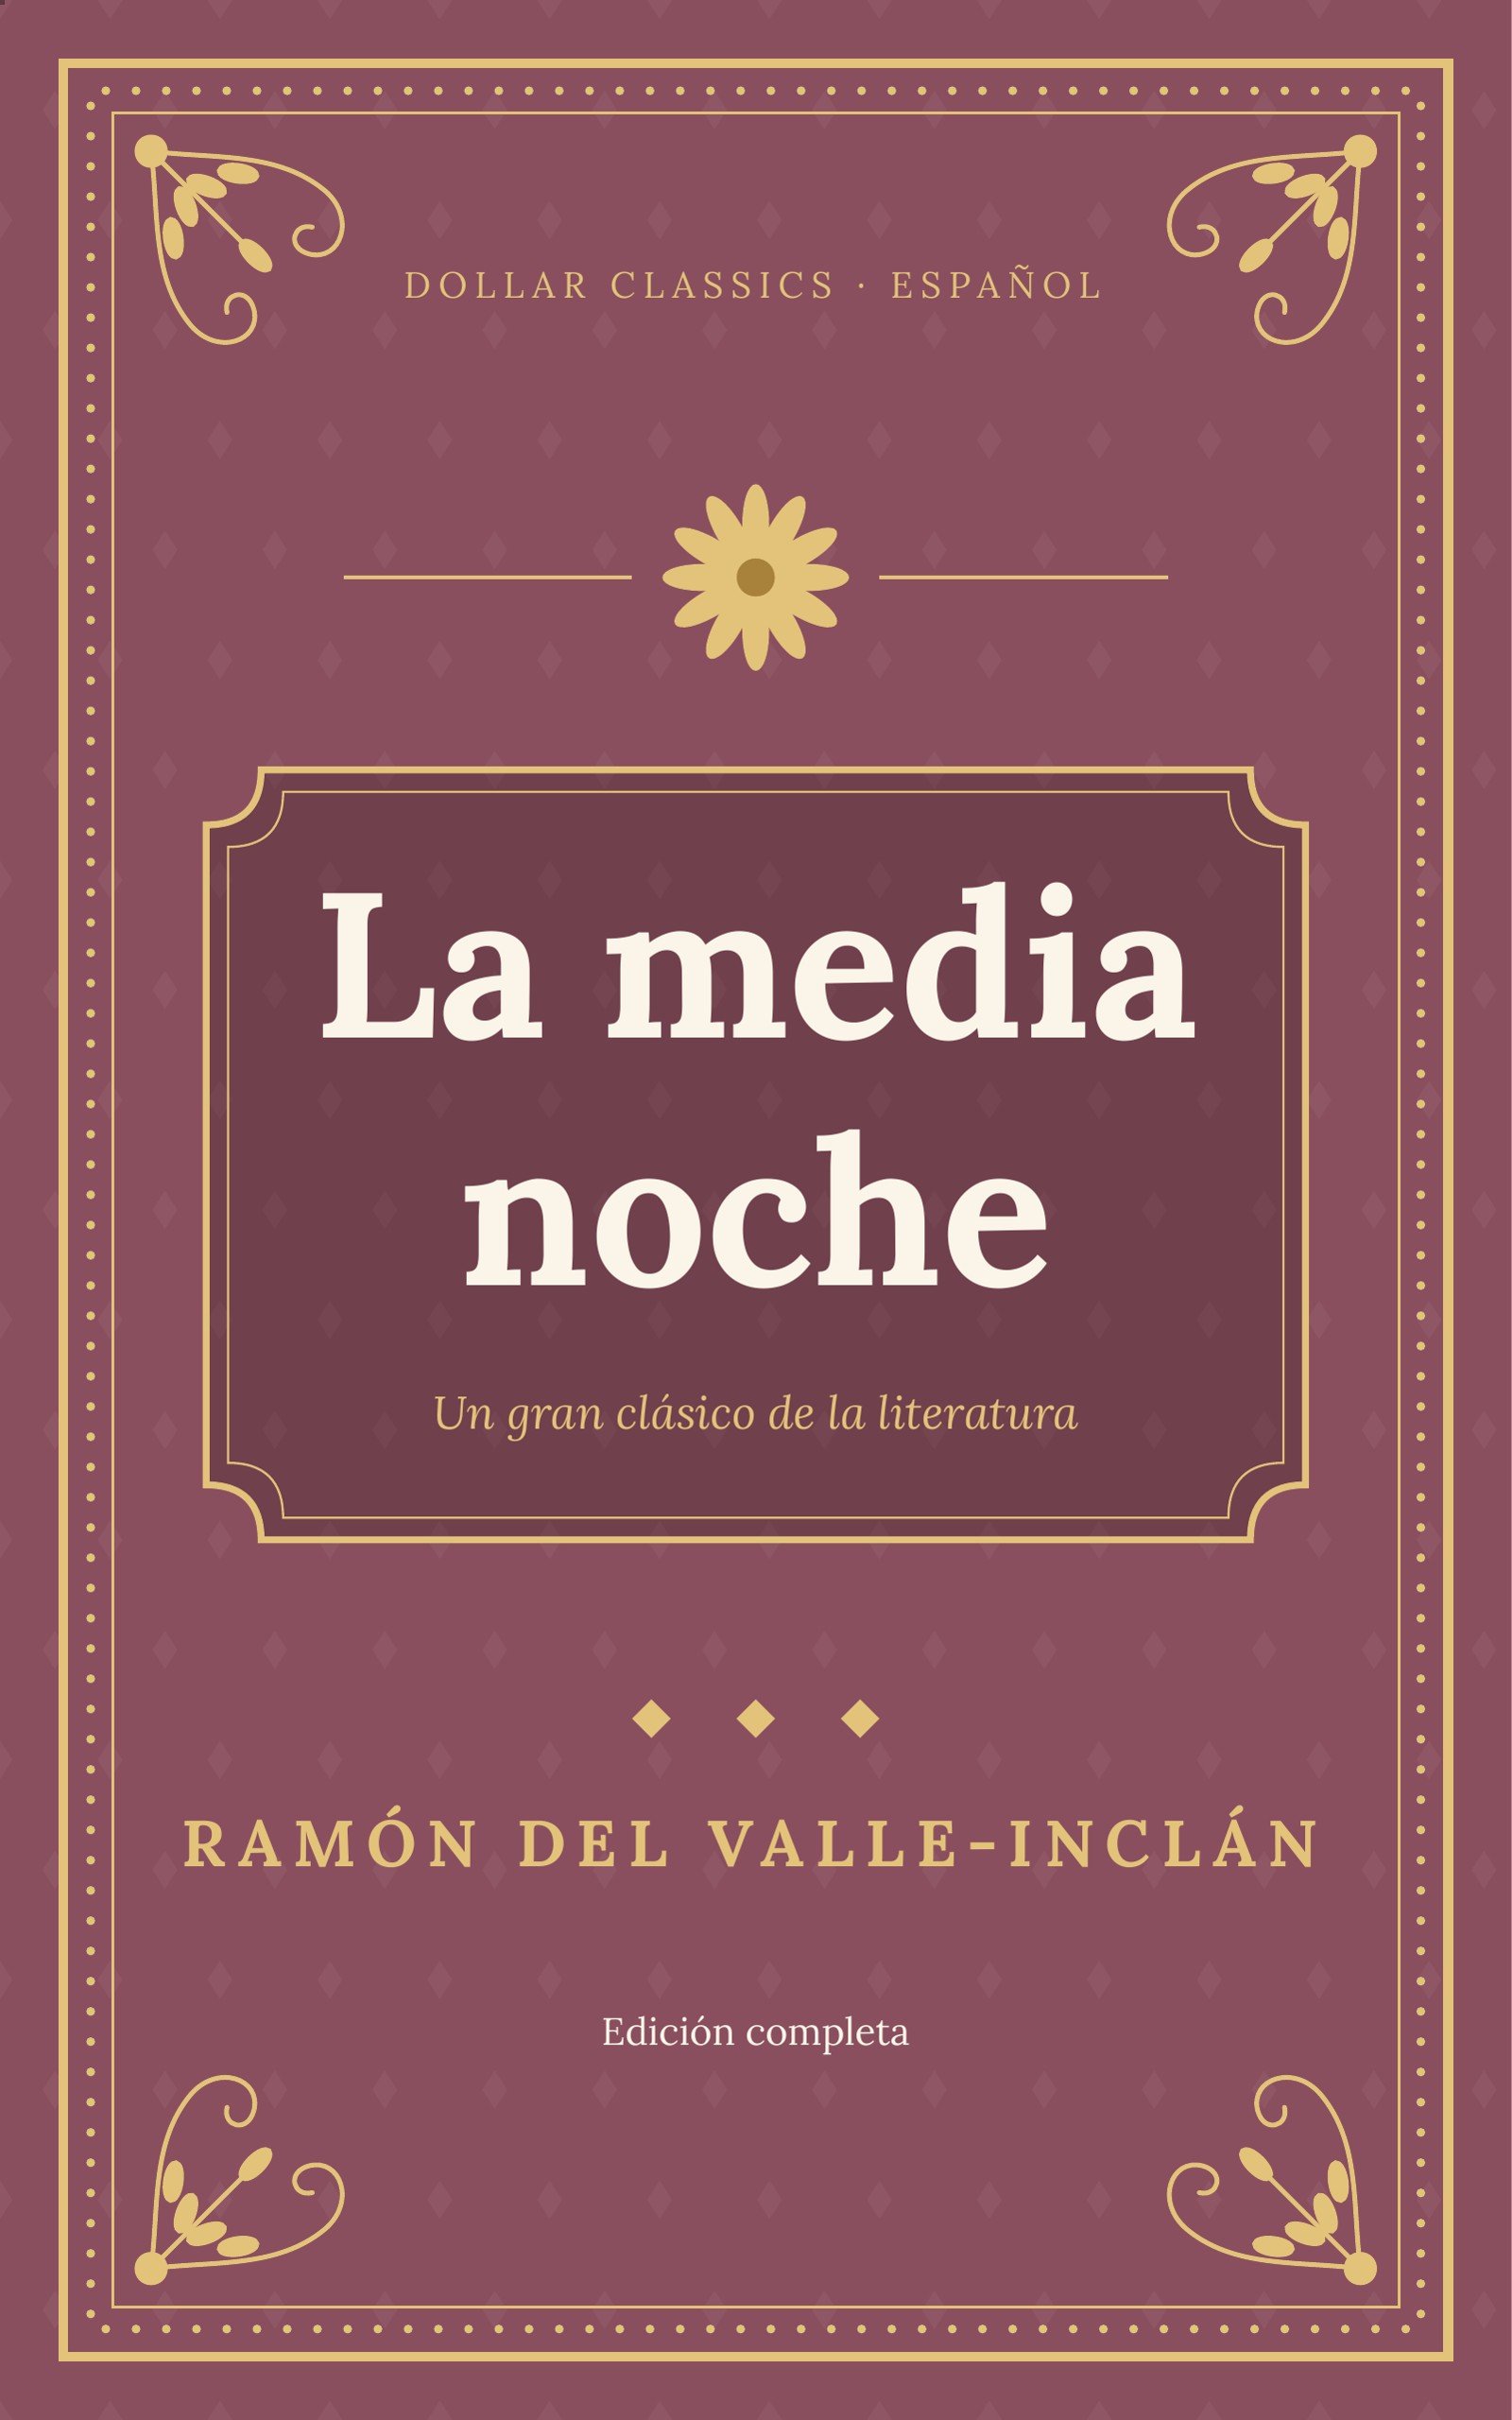 DOLLAR CLASSICS · ESPAÑOL
La media
noche
Un gran clásico de la literatura
RAMÓN DEL VALLE-INCLÁN
Edición completa